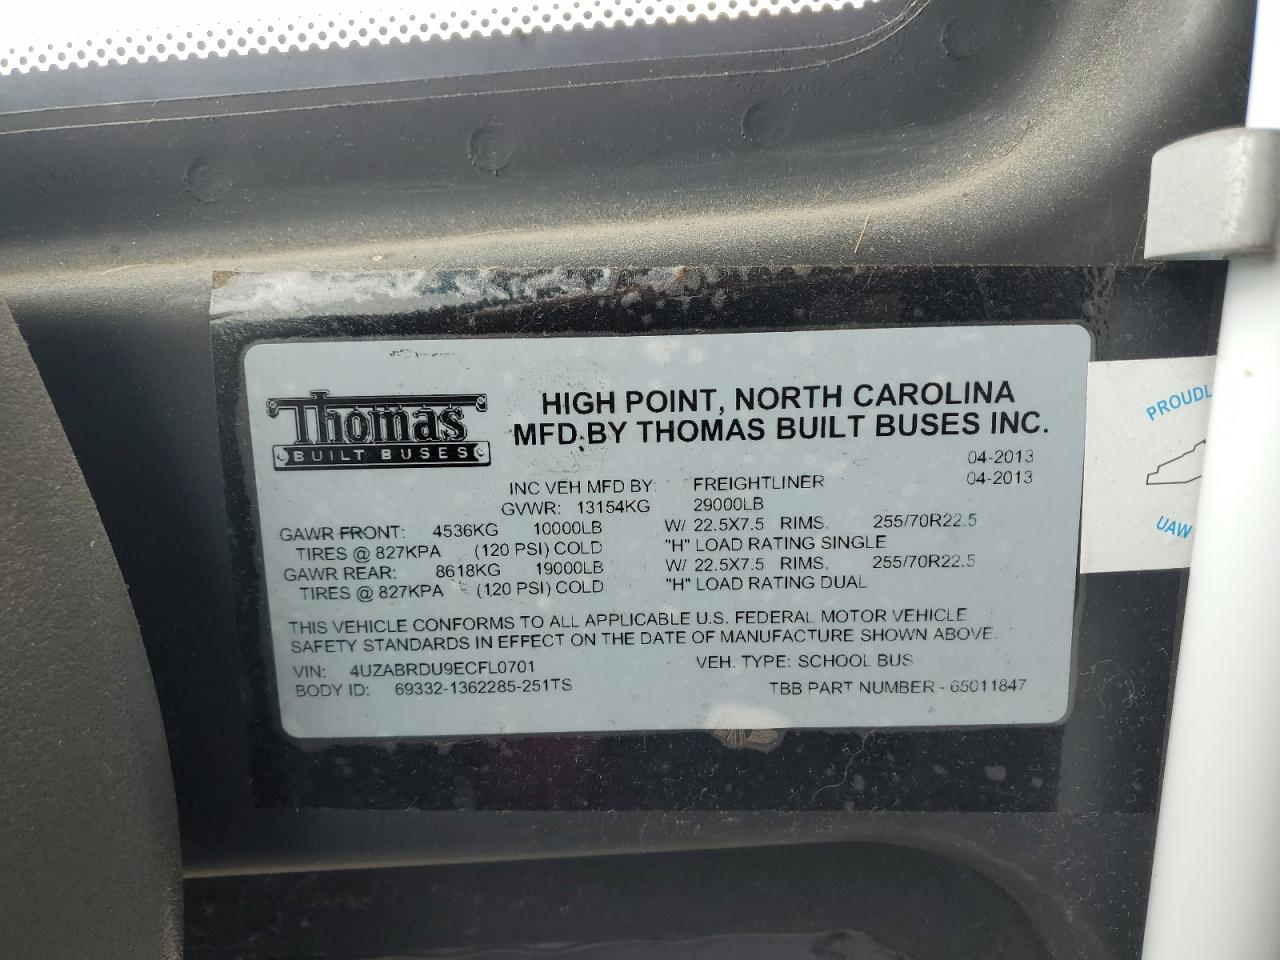 Thomas
BUILT BUSES
HIGH POINT, NORTH CAROLINA
MFD.BY THOMAS BUILT BUSES INC.
04-2013
INC VEH MFD BY: FREIGHTLINER 04-2013
GVWR: 13154KG 29000LB
GAWR FRONT: 4536KG 10000LB W/ 22.5X7.5 RIMS, 255/70R22.5
TIRES @ 827KPA (120 PSI) COLD "H" LOAD RATING SINGLE
GAWR REAR: 8618KG 19000LB W/ 22.5X7.5 RIMS, 255/70R22.5
TIRES @ 827KPA (120 PSI) COLD "H" LOAD RATING DUAL
THIS VEHICLE CONFORMS TO ALL APPLICABLE U.S. FEDERAL MOTOR VEHICLE
SAFETY STANDARDS IN EFFECT ON THE DATE OF MANUFACTURE SHOWN ABOVE.
VIN: 4UZABRDU9ECFL0701 VEH. TYPE: SCHOOL BUS
BODY ID: 69332-1362285-251TS TBB PART NUMBER - 65011847
PROUDL
UAW